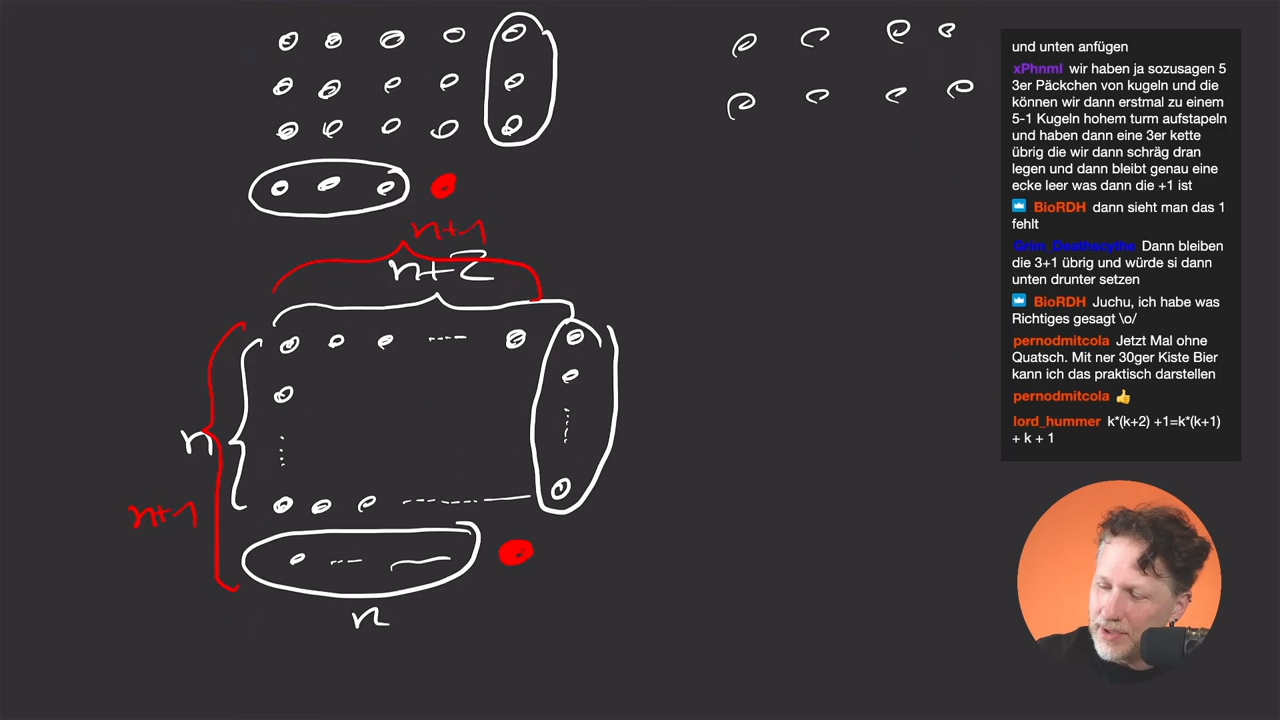 n+1
n+2
n
n+1
n
und unten anfügen
xPhnml wir haben ja sozusagen 5
3er Päckchen von kugeln und die
können wir dann erstmal zu einem
5-1 Kugeln hohem turm aufstapeln
und haben dann eine 3er kette
übrig die wir dann schräg dran
legen und dann bleibt genau eine
ecke leer was dann die +1 ist
BioRDH dann sieht man das 1
fehlt
Grim_Deathscythe Dann bleiben
die 3+1 übrig und würde si dann
unten drunter setzen
BioRDH Juchu, ich habe was
Richtiges gesagt \o/
pernodmitcola Jetzt Mal ohne
Quatsch. Mit ner 30ger Kiste Bier
kann ich das praktisch darstellen
pernodmitcola 👍
lord_hummer k*(k+2) +1=k*(k+1)
+ k + 1